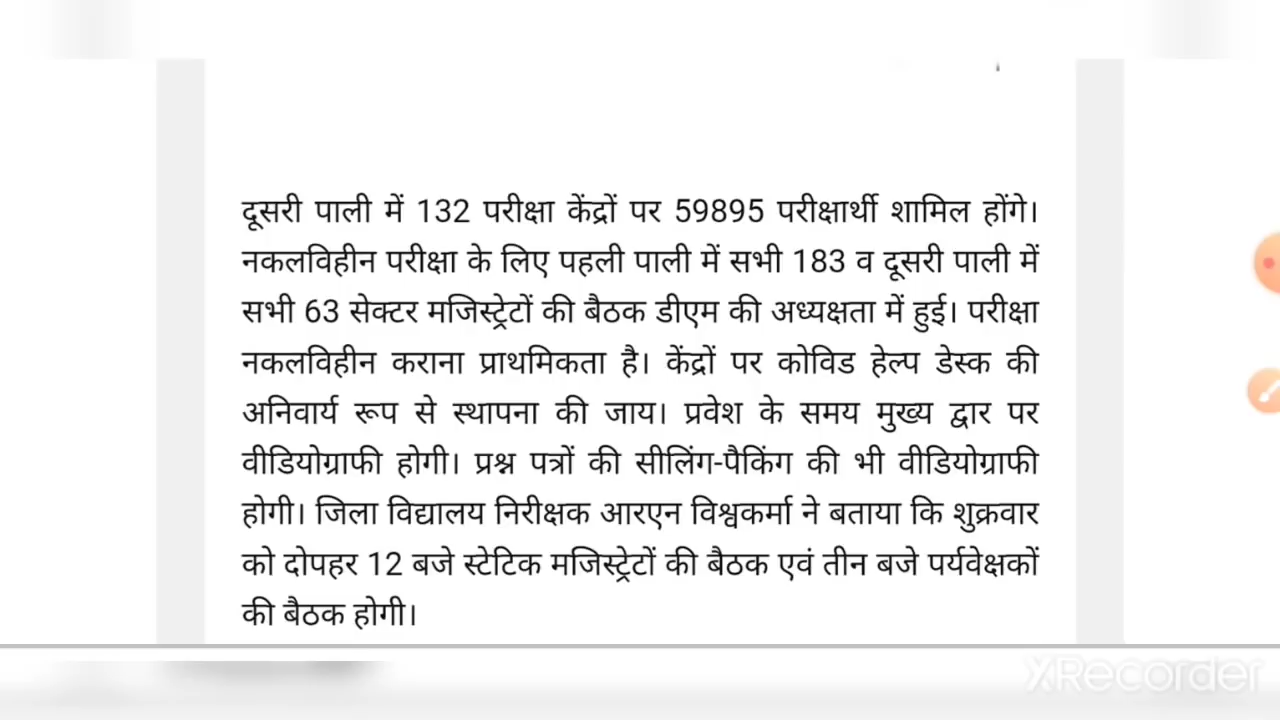 दूसरी पाली में 132 परीक्षा केंद्रों पर 59895 परीक्षार्थी शामिल होंगे।
नकलविहीन परीक्षा के लिए पहली पाली में सभी 183 व दूसरी पाली में
सभी 63 सेक्टर मजिस्ट्रेटों की बैठक डीएम की अध्यक्षता में हुई। परीक्षा
नकलविहीन कराना प्राथमिकता है। केंद्रों पर कोविड हेल्प डेस्क की
अनिवार्य रूप से स्थापना की जाय। प्रवेश के समय मुख्य द्वार पर
वीडियोग्राफी होगी। प्रश्न पत्रों की सीलिंग-पैकिंग की भी वीडियोग्राफी
होगी। जिला विद्यालय निरीक्षक आरएन विश्वकर्मा ने बताया कि शुक्रवार
को दोपहर 12 बजे स्टेटिक मजिस्ट्रेटों की बैठक एवं तीन बजे पर्यवेक्षकों
की बैठक होगी।
XRecorder